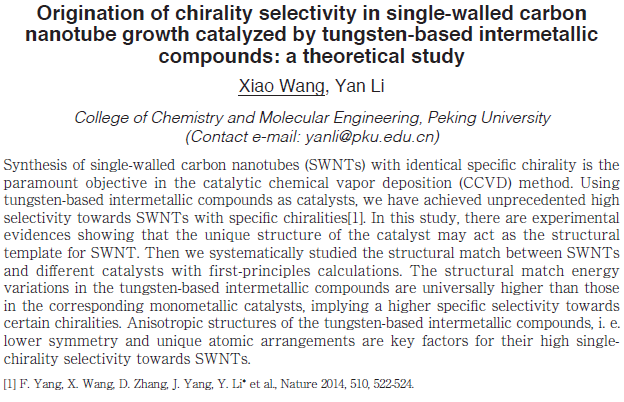 Origination of chirality selectivity in single-walled carbon
nanotube growth catalyzed by tungsten-based intermetallic
compounds: a theoretical study
Xiao Wang, Yan Li
College of Chemistry and Molecular Engineering, Peking University
(Contact e-mail: yanli@pku.edu.cn)
Synthesis of single-walled carbon nanotubes (SWNTs) with identical specific chirality is the
paramount objective in the catalytic chemical vapor deposition (CCVD) method. Using
tungsten-based intermetallic compounds as catalysts, we have achieved unprecedented high
selectivity towards SWNTs with specific chiralities[1]. In this study, there are experimental
evidences showing that the unique structure of the catalyst may act as the structural
template for SWNT. Then we systematically studied the structural match between SWNTs
and different catalysts with first-principles calculations. The structural match energy
variations in the tungsten-based intermetallic compounds are universally higher than those
in the corresponding monometallic catalysts, implying a higher specific selectivity towards
certain chiralities. Anisotropic structures of the tungsten-based intermetallic compounds, i. e.
lower symmetry and unique atomic arrangements are key factors for their high single-
chirality selectivity towards SWNTs.
[1] F. Yang, X. Wang, D. Zhang, J. Yang, Y. Li* et al., Nature 2014, 510, 522-524.